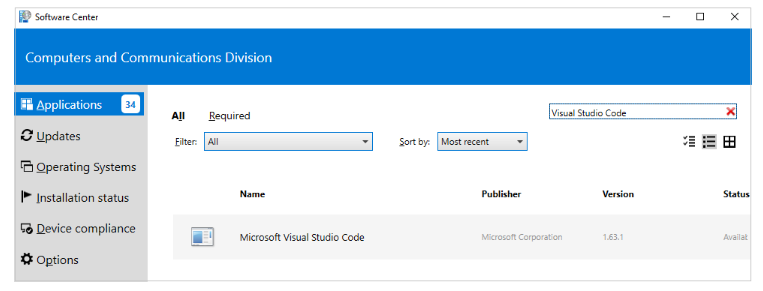 Software Center
Computers and Communications Division
Applications 34
Updates
Operating Systems
Installation status
Device compliance
Options
All Required
Visual Studio Code
Filter: All Sort by: Most recent
Name Publisher Version Status
Microsoft Visual Studio Code Microsoft Corporation 1.63.1 Availab